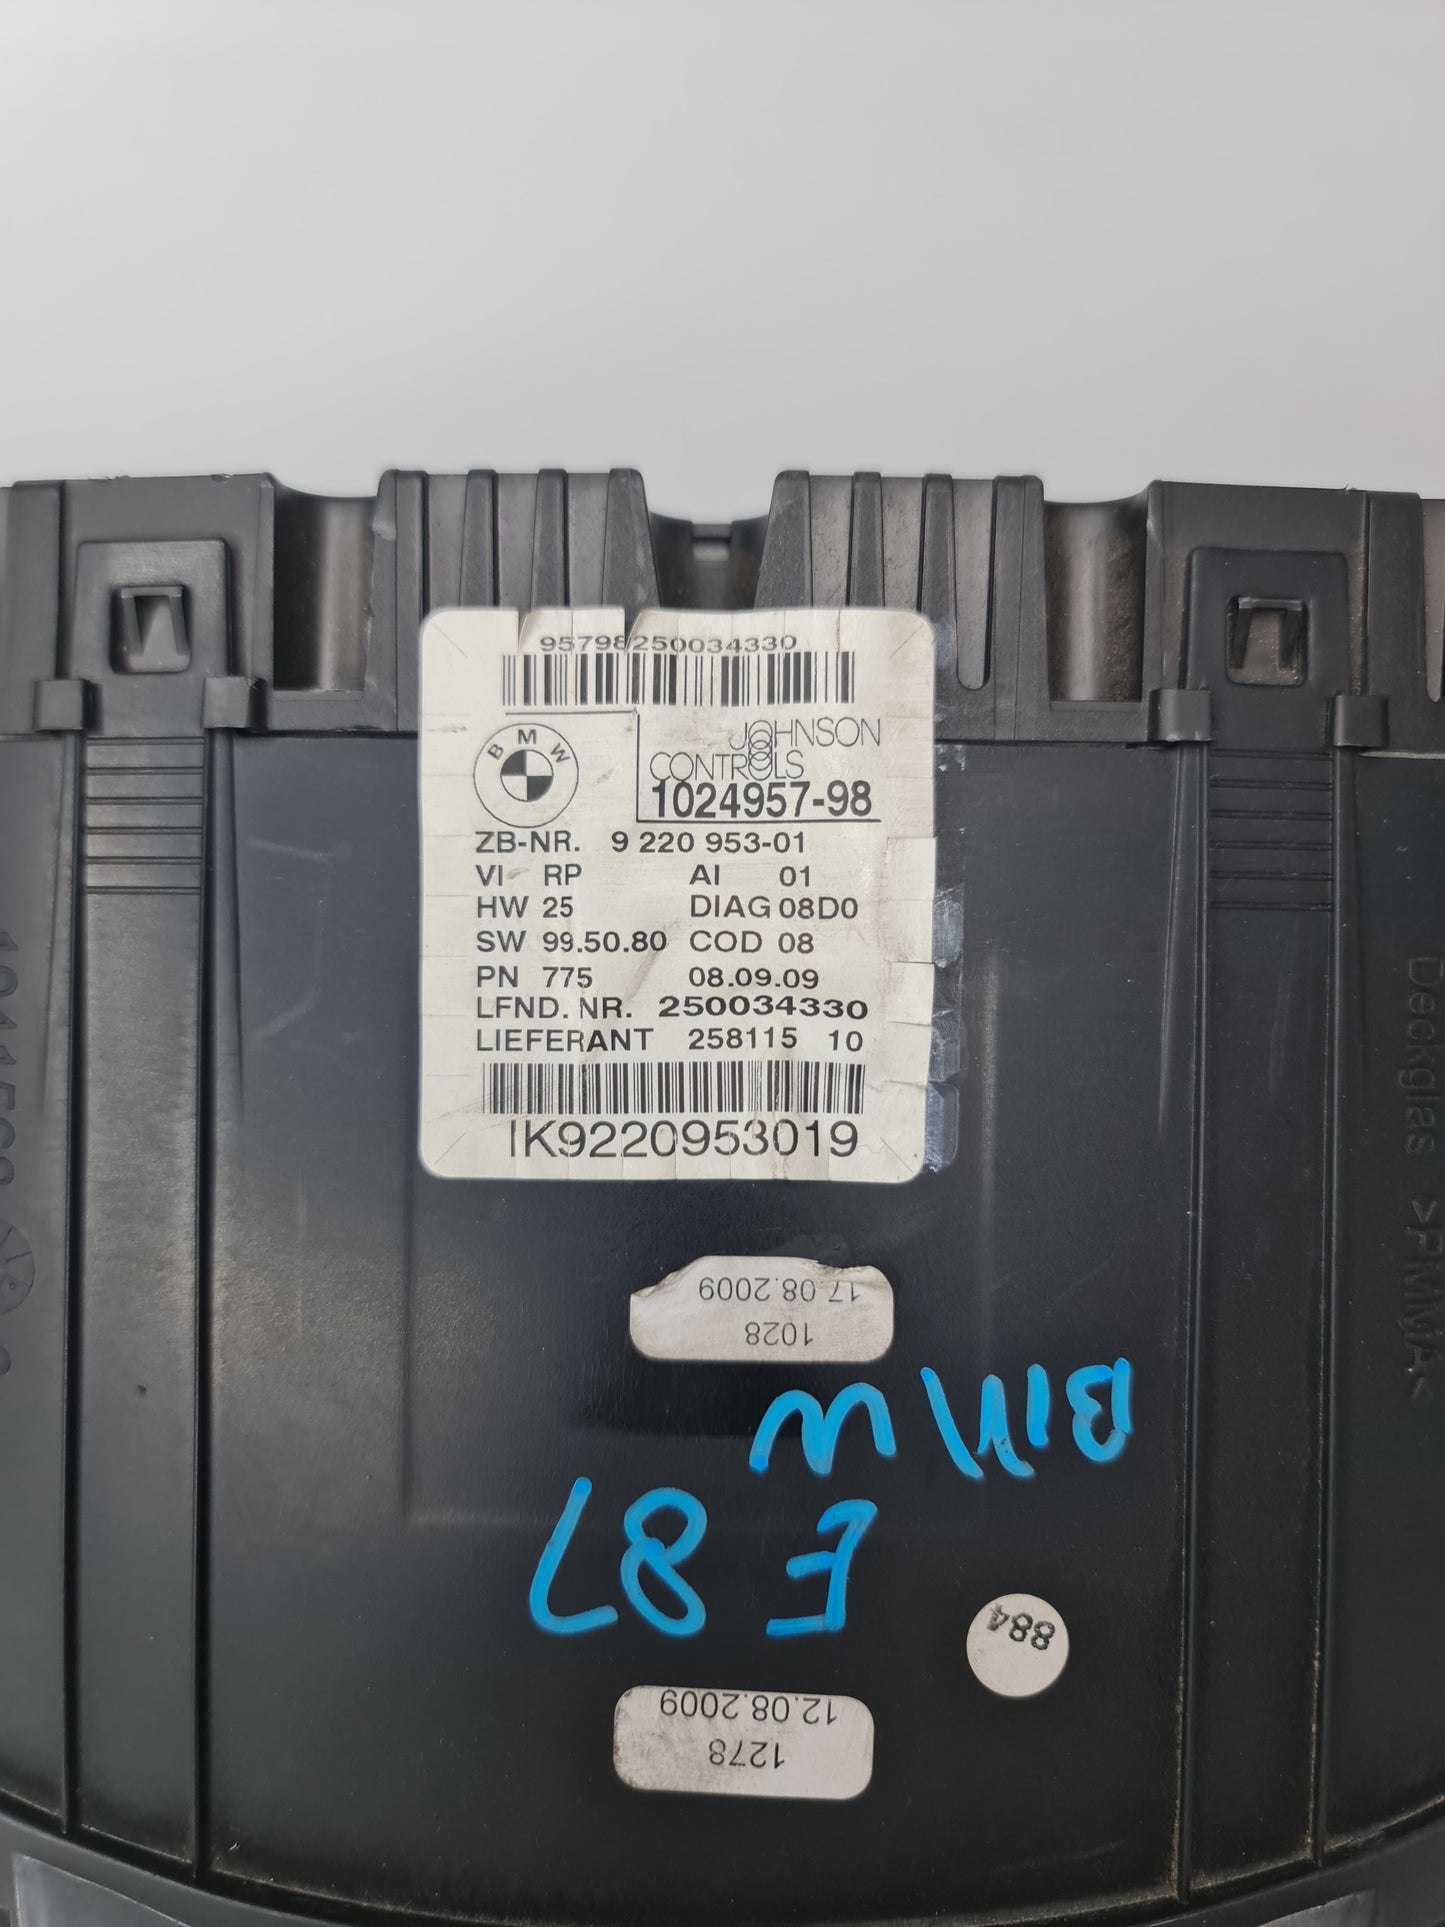 95798250034330
BMW
JOHNSON
CONTROLS
1024957-98
ZB-NR. 9 220 953-01
VI RP AI 01
HW 25 DIAG 08D0
SW 99.50.80 COD 08
PN 775 08.09.09
LFND. NR. 250034330
LIEFERANT 258115 10
IK9220953019
Deckglas >PMMA<
1028
17.08.2009
BMW
E87
884
1278
12.08.2009